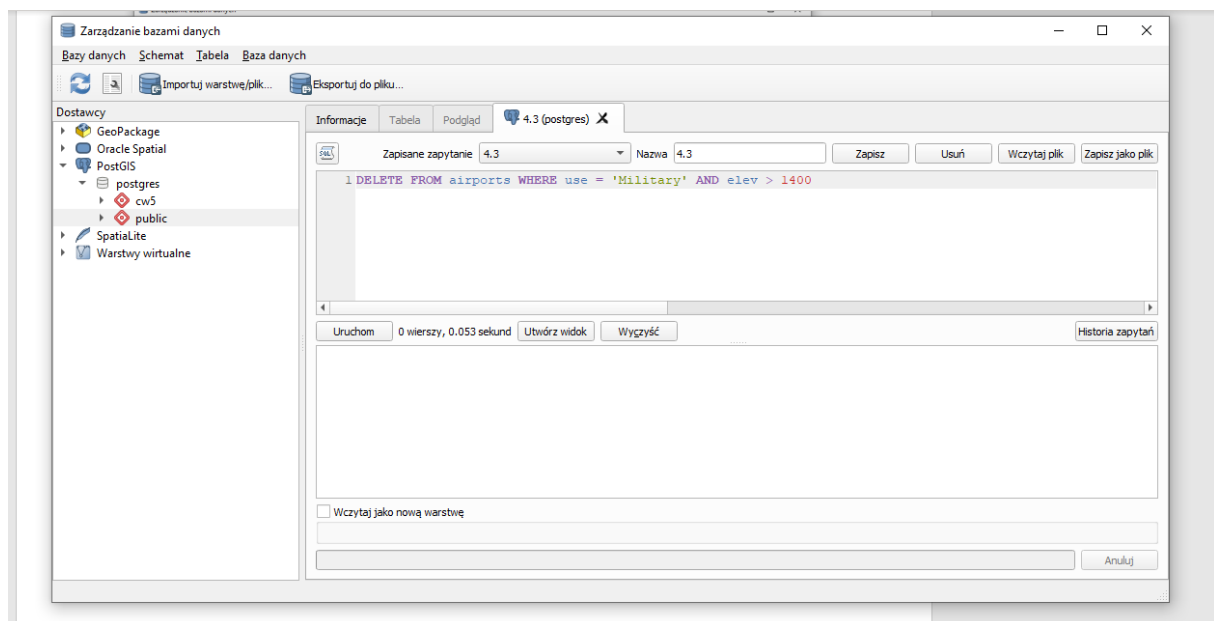 Zarządzanie bazami danych
Bazy danych Schemat Tabela Baza danych
Importuj warstwę/plik... Eksportuj do pliku...
Dostawcy
GeoPackage
Oracle Spatial
PostGIS
postgres
cw5
public
SpatiaLite
Warstwy wirtualne
Informacje Tabela Podgląd 4.3 (postgres) X
SQL Zapisane zapytanie 4.3 Nazwa 4.3 Zapisz Usuń Wczytaj plik Zapisz jako plik
1 DELETE FROM airports WHERE use = 'Military' AND elev > 1400
Uruchom 0 wierszy, 0.053 sekund Utwórz widok Wyczyść Historia zapytań
Wczytaj jako nową warstwę
Anuluj